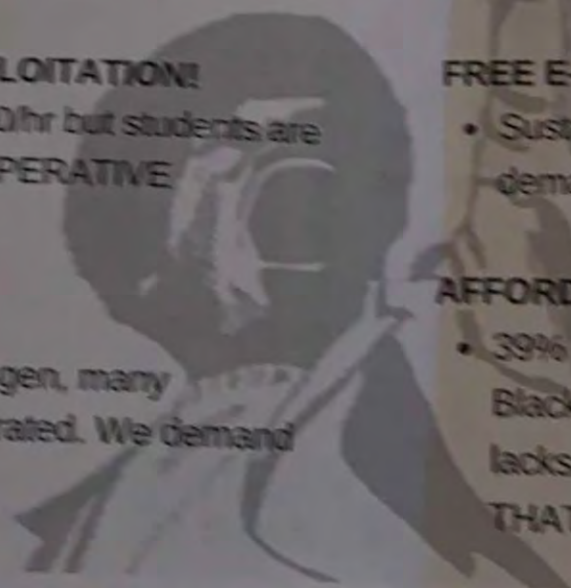 LOITATION!
0/hr but students are
PERATIVE
gen, many
rated. We demand
FREE E
• Sust
dema
AFFORD
• 39%
Black
lacks
THAT